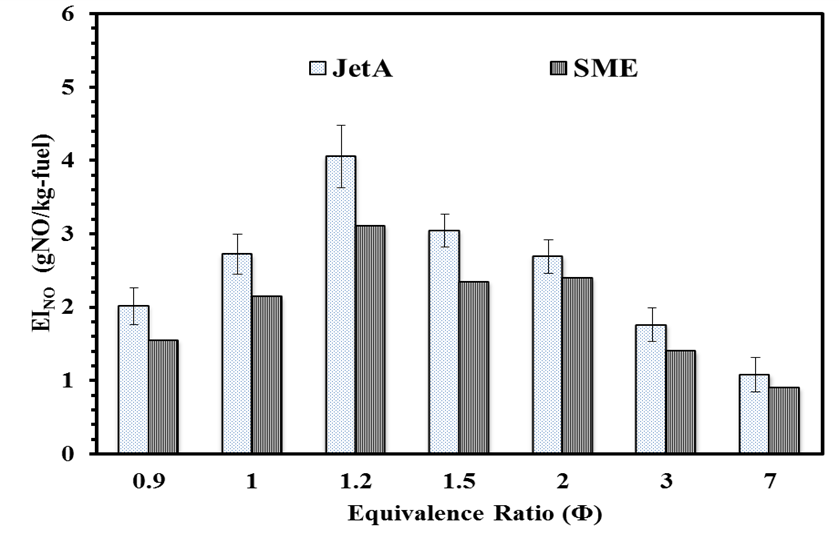 6
5
4
3
2
1
0
EI_NO (gNO/kg-fuel)
JetA SME
0.9 1 1.2 1.5 2 3 7
Equivalence Ratio (Φ)